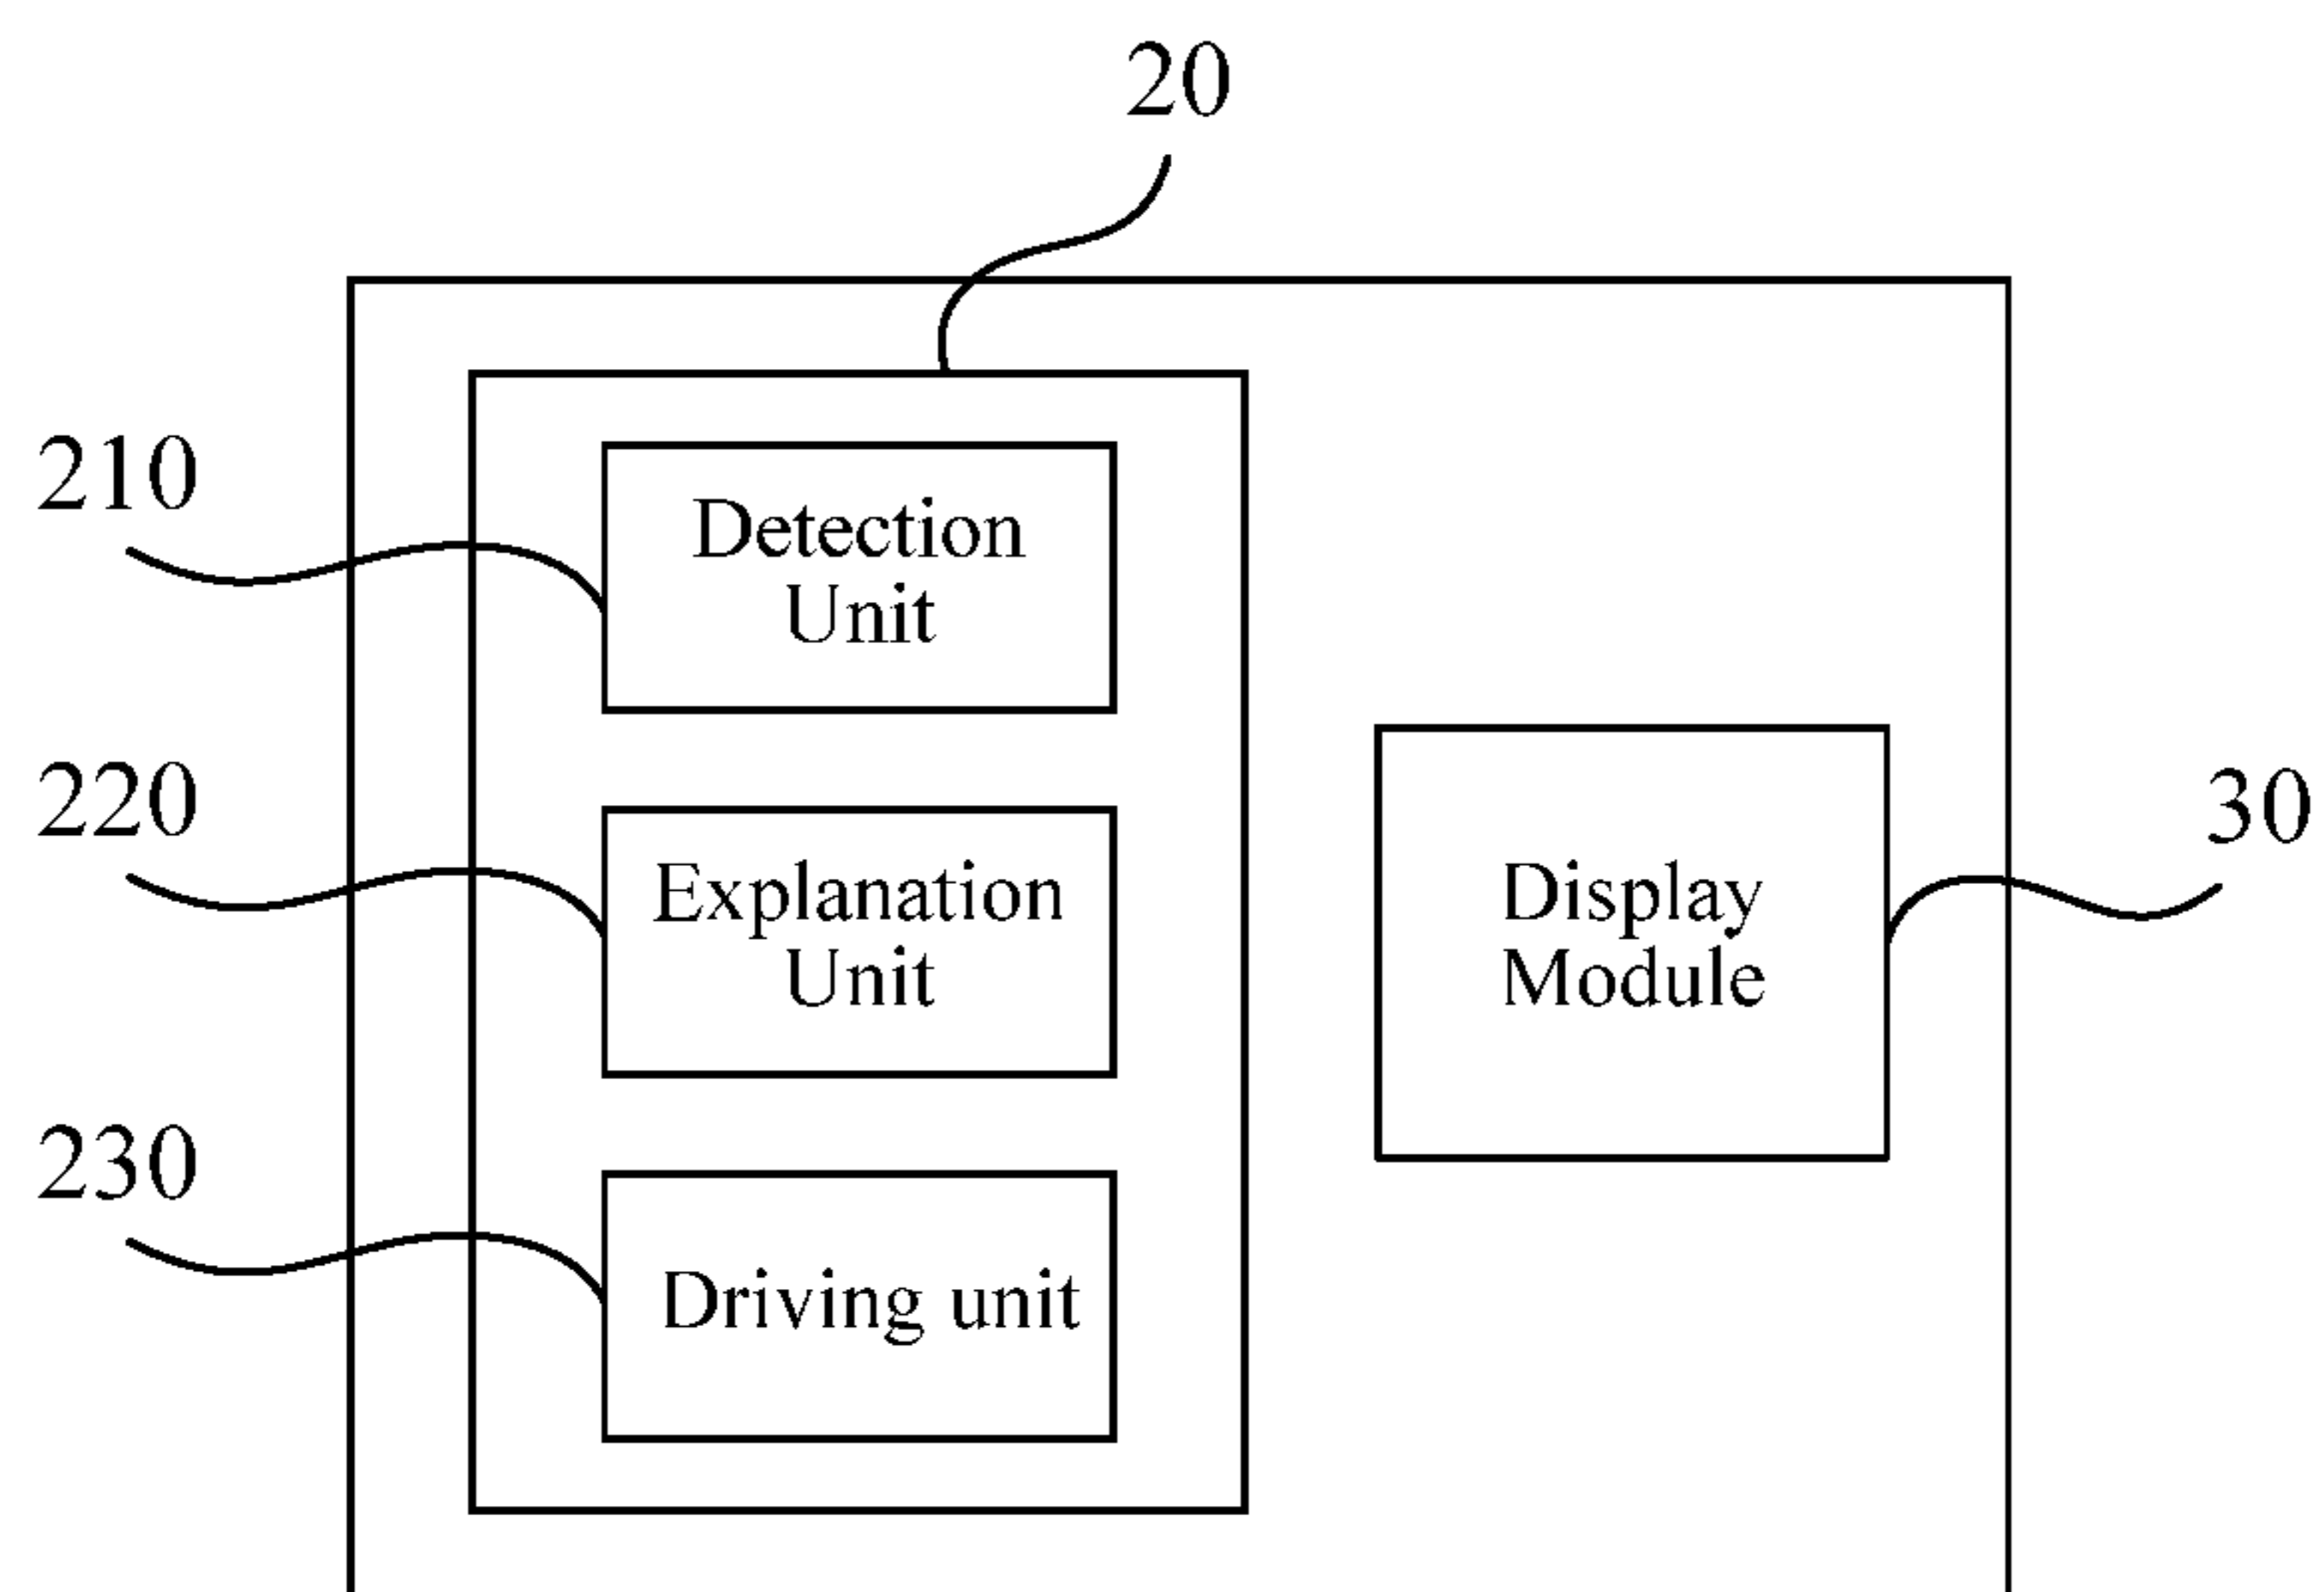 20
210
Detection
Unit
220
Explanation
Unit
Display
Module
30
230
Driving unit